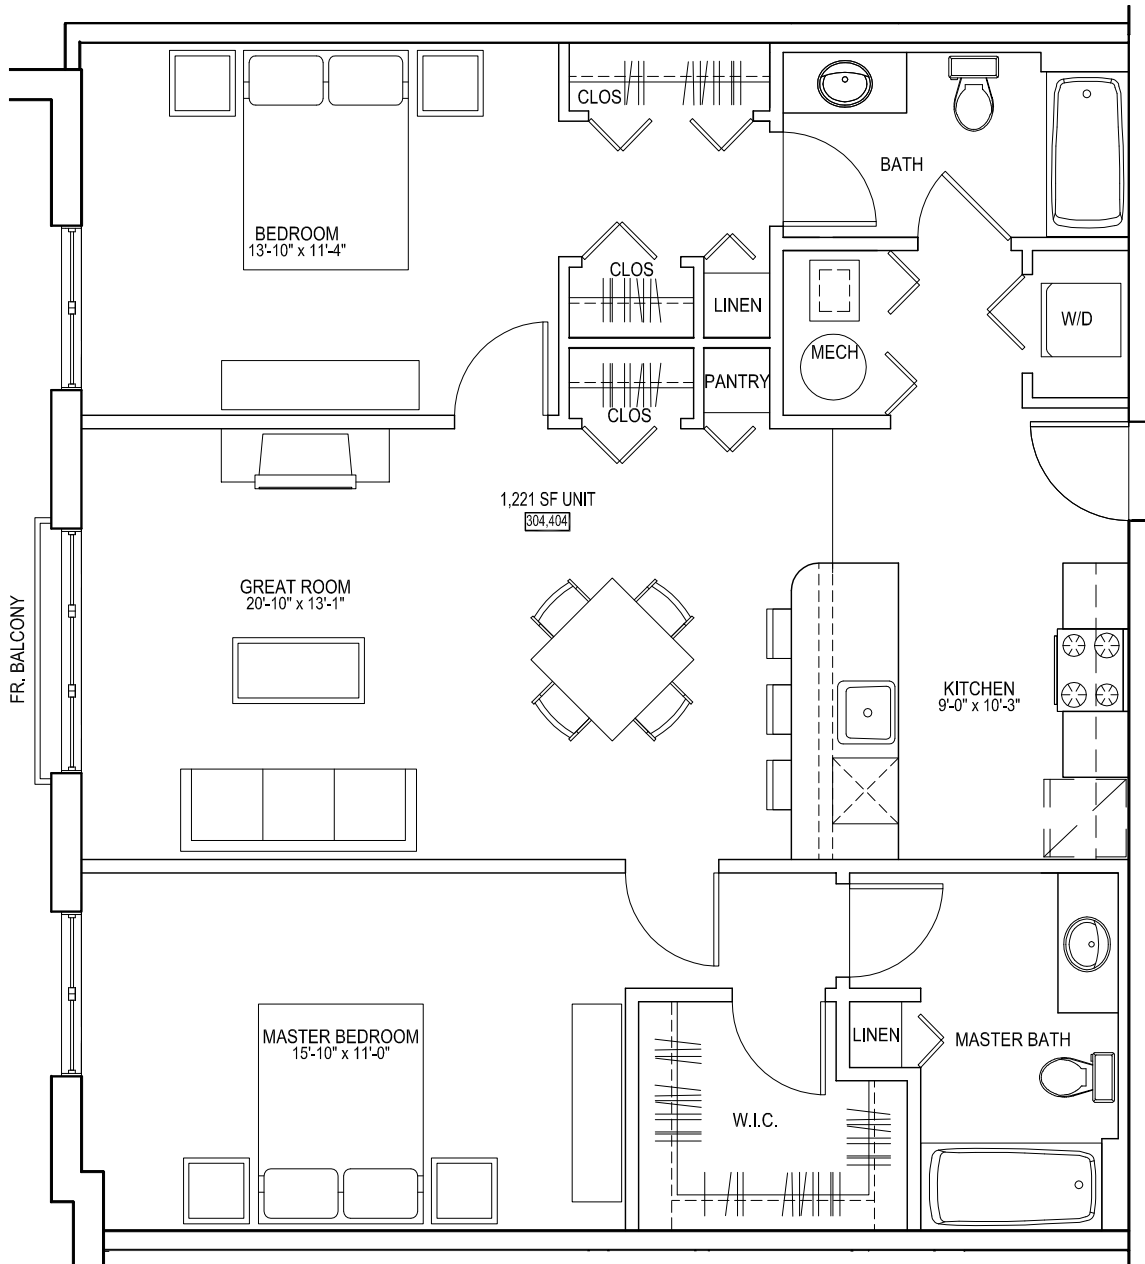 CLOS
BATH
BEDROOM
13'-10" x 11'-4"
CLOS
LINEN
W/D
MECH
PANTRY
CLOS
1,221 SF UNIT
304,404
GREAT ROOM
20'-10" x 13'-1"
FR. BALCONY
KITCHEN
9'-0" x 10'-3"
MASTER BEDROOM
15'-10" x 11'-0"
LINEN
MASTER BATH
W.I.C.